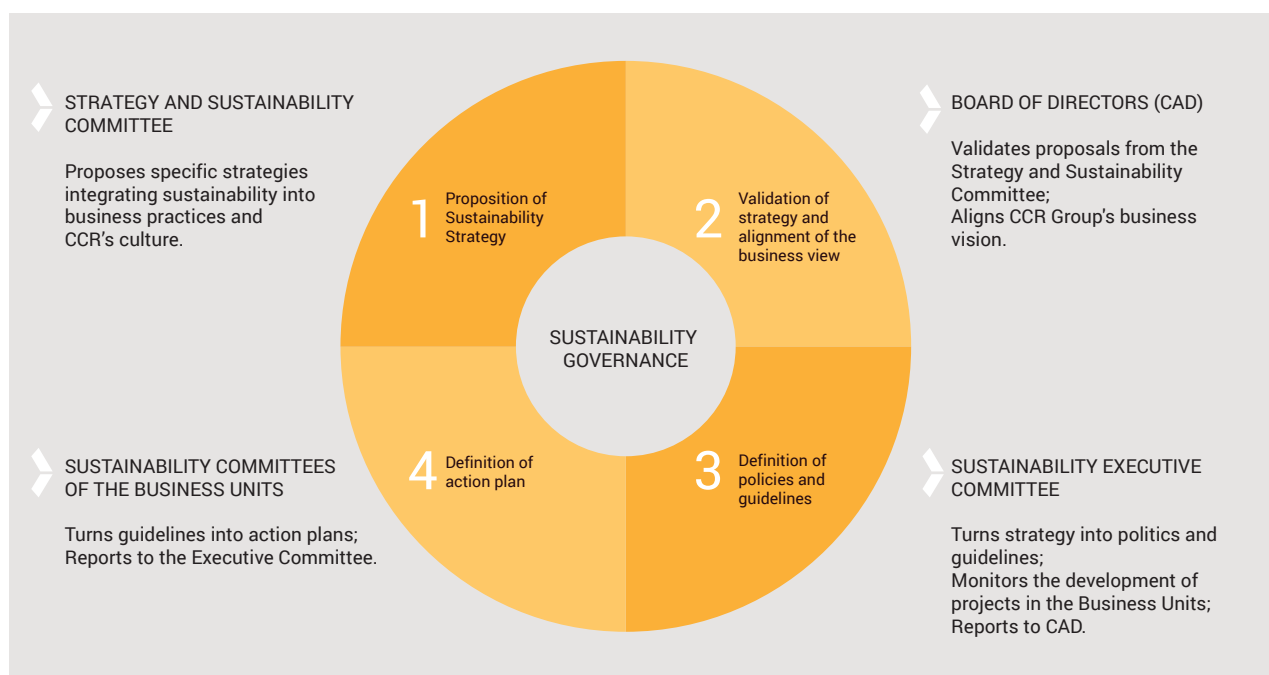 STRATEGY AND SUSTAINABILITY
COMMITTEE
Proposes specific strategies
integrating sustainability into
business practices and
CCR's culture.
1
Proposition of
Sustainability
Strategy
2
Validation of
strategy and
alignment of the
business view
BOARD OF DIRECTORS (CAD)
Validates proposals from the
Strategy and Sustainability
Committee;
Aligns CCR Group's business
vision.
SUSTAINABILITY
GOVERNANCE
SUSTAINABILITY COMMITTEES
OF THE BUSINESS UNITS
Turns guidelines into action plans;
Reports to the Executive Committee.
4
Definition of
action plan
3
Definition of
policies and
guidelines
SUSTAINABILITY EXECUTIVE
COMMITTEE
Turns strategy into politics and
guidelines;
Monitors the development of
projects in the Business Units;
Reports to CAD.